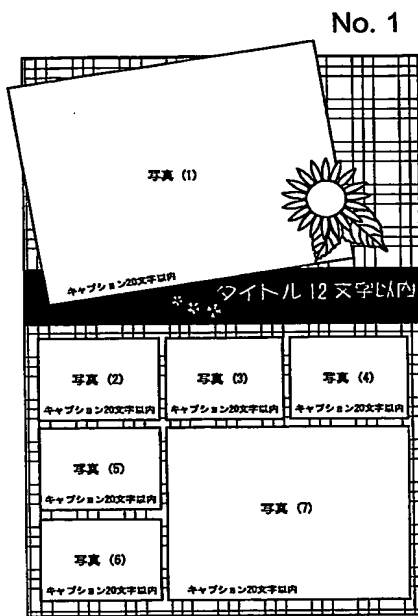 No. 1
写真 (1)
キャプション20文字以内
タイトル 12 文字以内
写真 (2)
キャプション20文字以内
写真 (3)
キャプション20文字以内
写真 (4)
キャプション20文字以内
写真 (5)
キャプション20文字以内
写真 (6)
キャプション20文字以内
写真 (7)
キャプション20文字以内